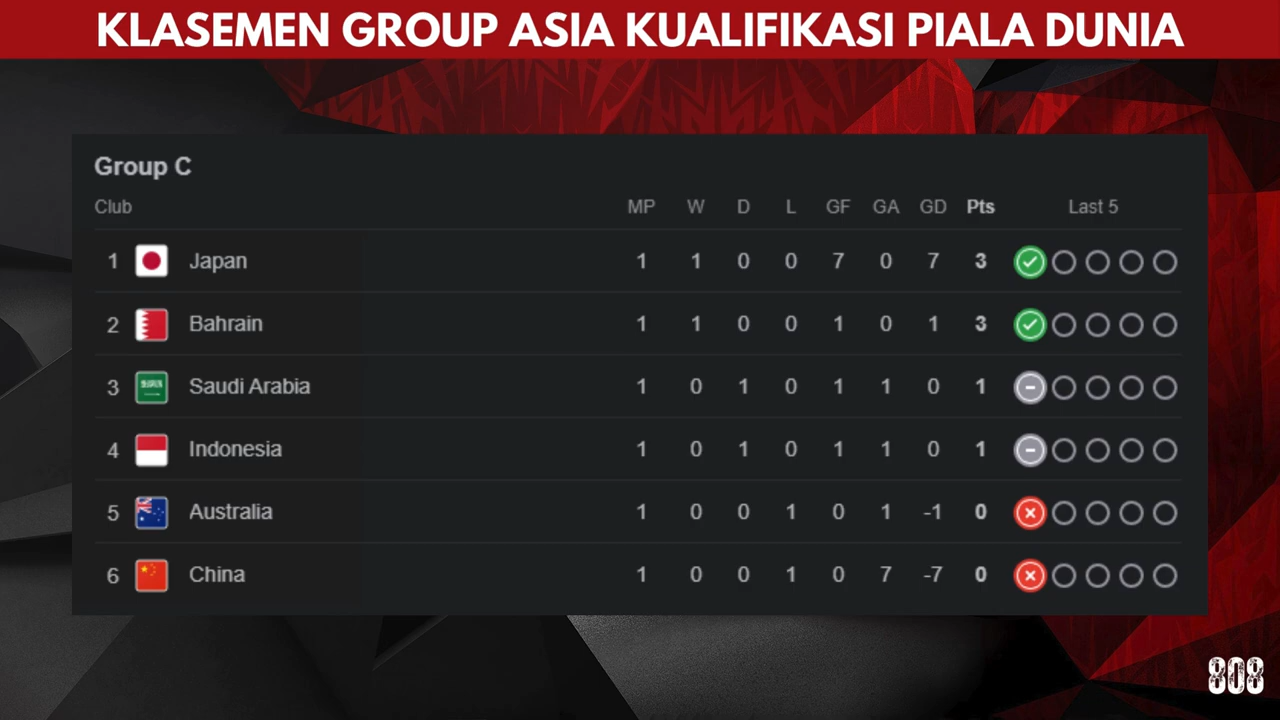 KLASEMEN GROUP ASIA KUALIFIKASI PIALA DUNIA
Group C
Club MP W D L GF GA GD Pts Last 5
1 Japan 1 1 0 0 7 0 7 3
2 Bahrain 1 1 0 0 1 0 1 3
3 Saudi Arabia 1 0 1 0 1 1 0 1
4 Indonesia 1 0 1 0 1 1 0 1
5 Australia 1 0 0 1 0 1 -1 0
6 China 1 0 0 1 0 7 -7 0
808